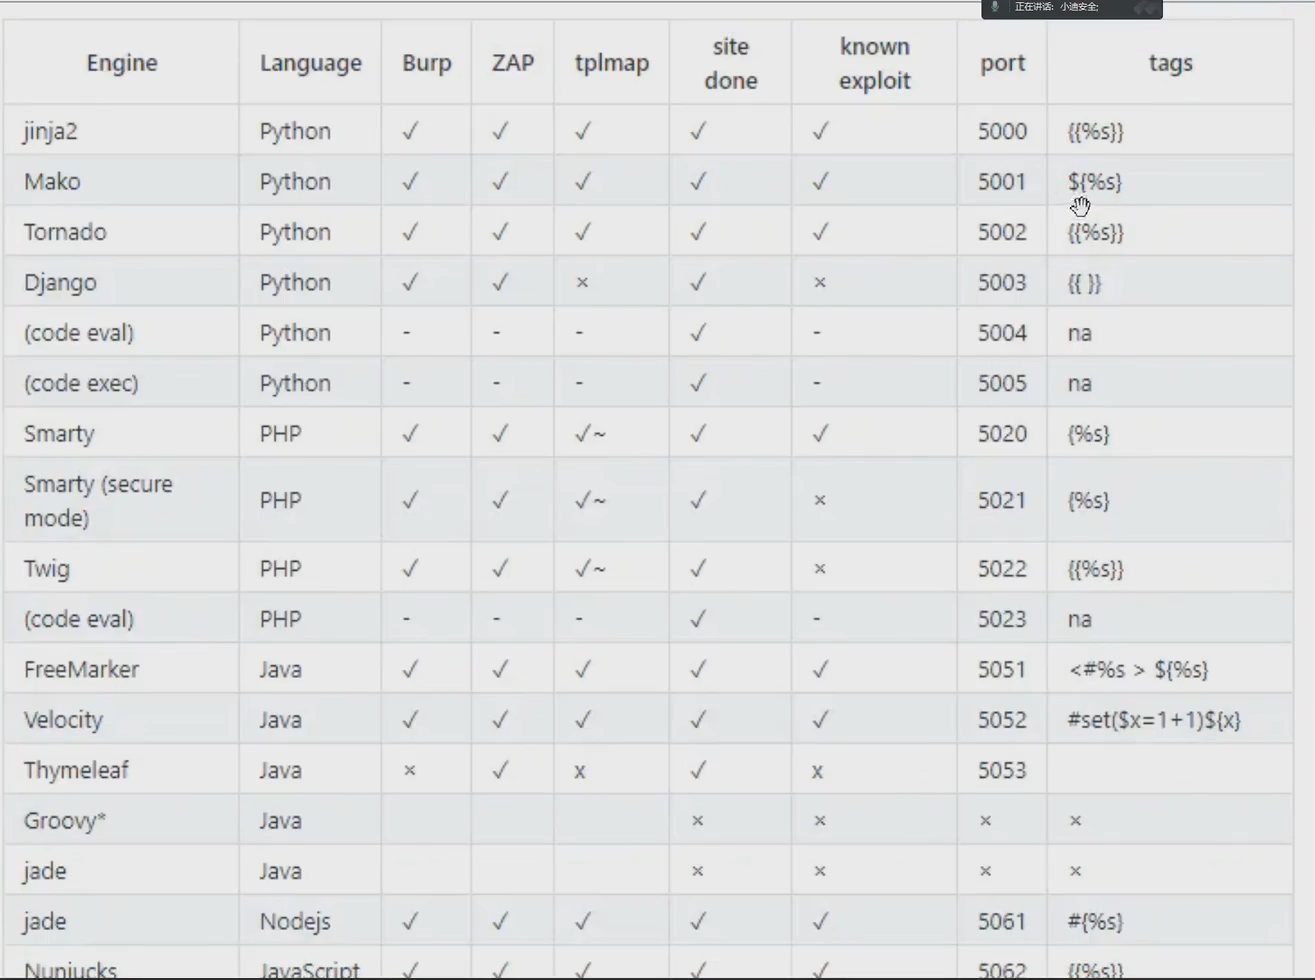 正在讲话: 小迪安全;
Engine Language Burp ZAP tplmap site done known exploit port tags
jinja2 Python ✓ ✓ ✓ ✓ ✓ 5000 {{%s}}
Mako Python ✓ ✓ ✓ ✓ ✓ 5001 ${%s}
Tornado Python ✓ ✓ ✓ ✓ ✓ 5002 {{%s}}
Django Python ✓ ✓ × ✓ × 5003 {{ }}
(code eval) Python - - - ✓ - 5004 na
(code exec) Python - - - ✓ - 5005 na
Smarty PHP ✓ ✓ ✓~ ✓ ✓ 5020 {%s}
Smarty (secure mode) PHP ✓ ✓ ✓~ ✓ × 5021 {%s}
Twig PHP ✓ ✓ ✓~ ✓ × 5022 {{%s}}
(code eval) PHP - - - ✓ - 5023 na
FreeMarker Java ✓ ✓ ✓ ✓ ✓ 5051 <#%s > ${%s}
Velocity Java ✓ ✓ ✓ ✓ ✓ 5052 #set($x=1+1)${x}
Thymeleaf Java × ✓ x ✓ x 5053
Groovy* Java × × × ×
jade Java × × × ×
jade Nodejs ✓ ✓ ✓ ✓ ✓ 5061 #{%s}
Nunjucks JavaScript ✓ ✓ ✓ ✓ ✓ 5062 {{%s}}